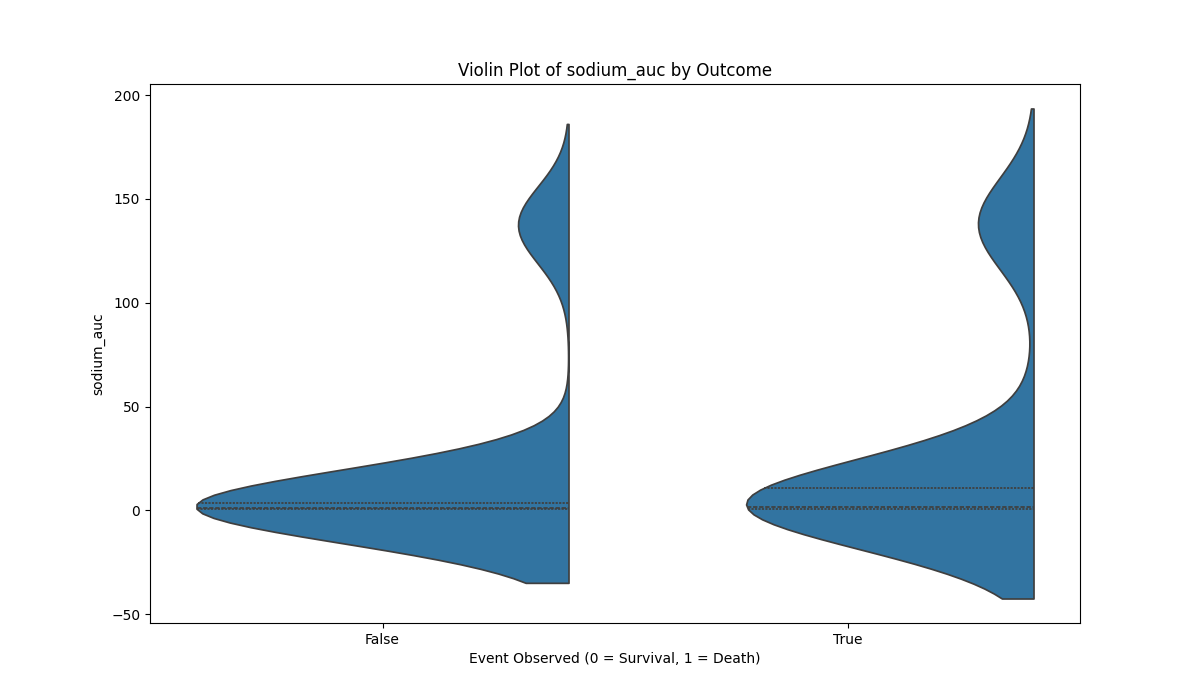 Violin Plot of sodium_auc by Outcome
200
150
100
50
0
−50
sodium_auc
False
True
Event Observed (0 = Survival, 1 = Death)